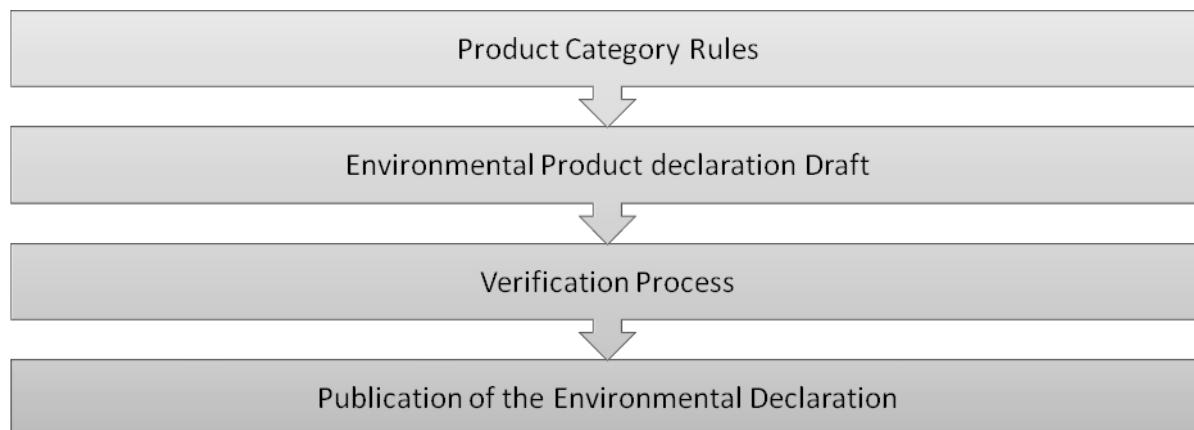 Product Category Rules
Environmental Product declaration Draft
Verification Process
Publication of the Environmental Declaration